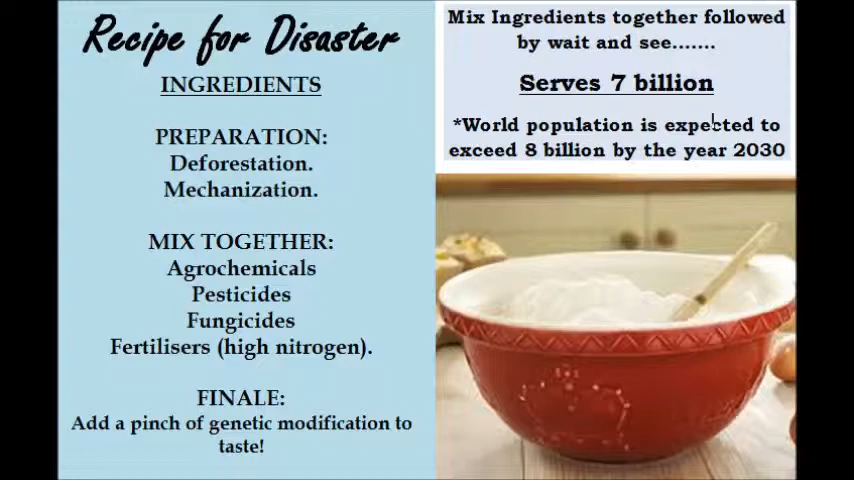 Recipe for Disaster
INGREDIENTS
PREPARATION:
Deforestation.
Mechanization.
MIX TOGETHER:
Agrochemicals
Pesticides
Fungicides
Fertilisers (high nitrogen).
FINALE:
Add a pinch of genetic modification to
taste!
Mix Ingredients together followed
by wait and see.......
Serves 7 billion
*World population is expected to
exceed 8 billion by the year 2030